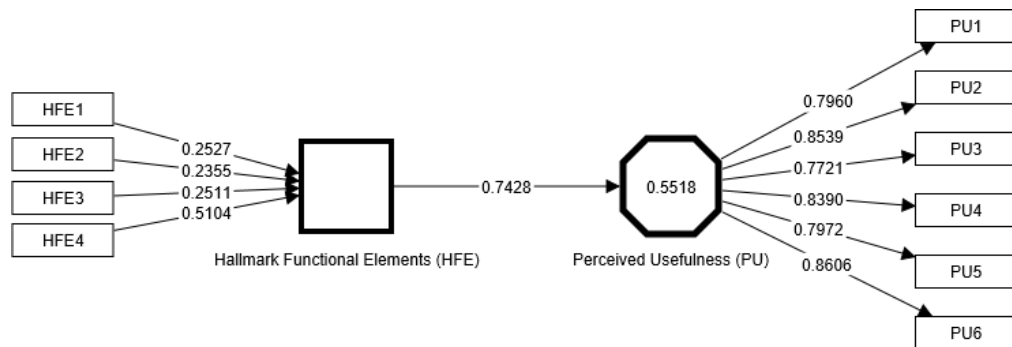 PU1
PU2
PU3
PU4
PU5
PU6
HFE1
HFE2
HFE3
HFE4
0.2527
0.2355
0.2511
0.5104
0.7428
0.5518
0.7960
0.8539
0.7721
0.8390
0.7972
0.8606
Hallmark Functional Elements (HFE)
Perceived Usefulness (PU)